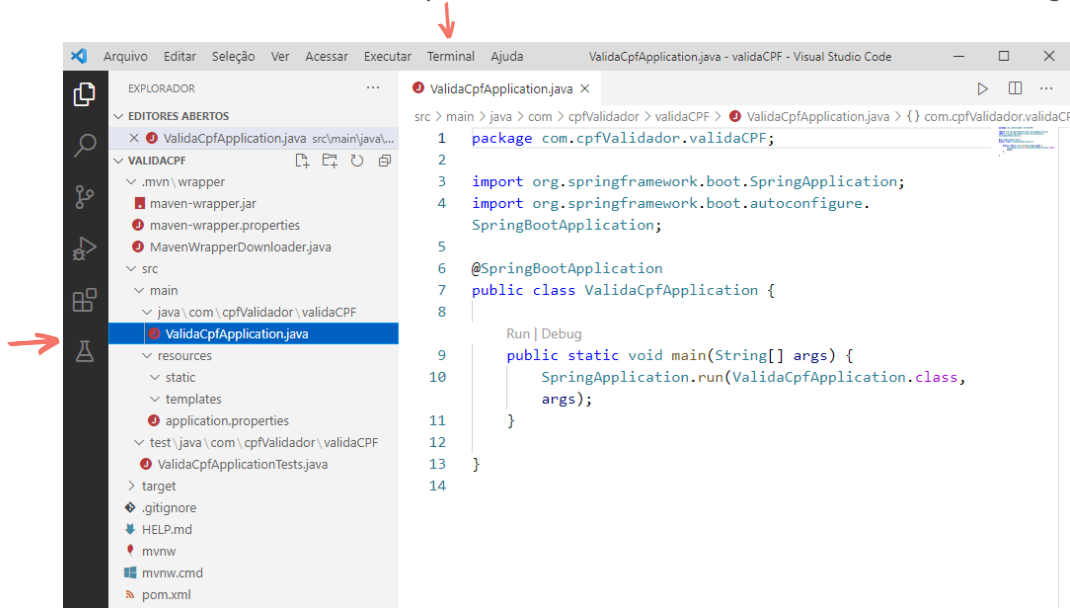 Arquivo Editar Seleção Ver Acessar Executar Terminal Ajuda ValidaCpfApplication.java - validaCPF - Visual Studio Code
EXPLORADOR ...
EDITORES ABERTOS
ValidaCpfApplication.java src\main\java\...
VALIDACPF
.mvn\wrapper
maven-wrapper.jar
maven-wrapper.properties
MavenWrapperDownloader.java
src
main
java\com\cpfValidador\validaCPF
ValidaCpfApplication.java
resources
static
templates
application.properties
test\java\com\cpfValidador\validaCPF
ValidaCpfApplicationTests.java
target
.gitignore
HELP.md
mvnw
mvnw.cmd
pom.xml
ValidaCpfApplication.java
src > main > java > com > cpfValidador > validaCPF > ValidaCpfApplication.java > {} com.cpfValidador.validaCF
1 package com.cpfValidador.validaCPF;
2
3 import org.springframework.boot.SpringApplication;
4 import org.springframework.boot.autoconfigure.
SpringBootApplication;
5
6 @SpringBootApplication
7 public class ValidaCpfApplication {
8
Run | Debug
9 public static void main(String[] args) {
10 SpringApplication.run(ValidaCpfApplication.class,
args);
11 }
12
13 }
14